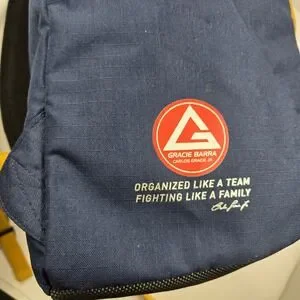 GRACIE BARRA
CARLOS GRACIE JR.
ORGANIZED LIKE A TEAM
FIGHTING LIKE A FAMILY